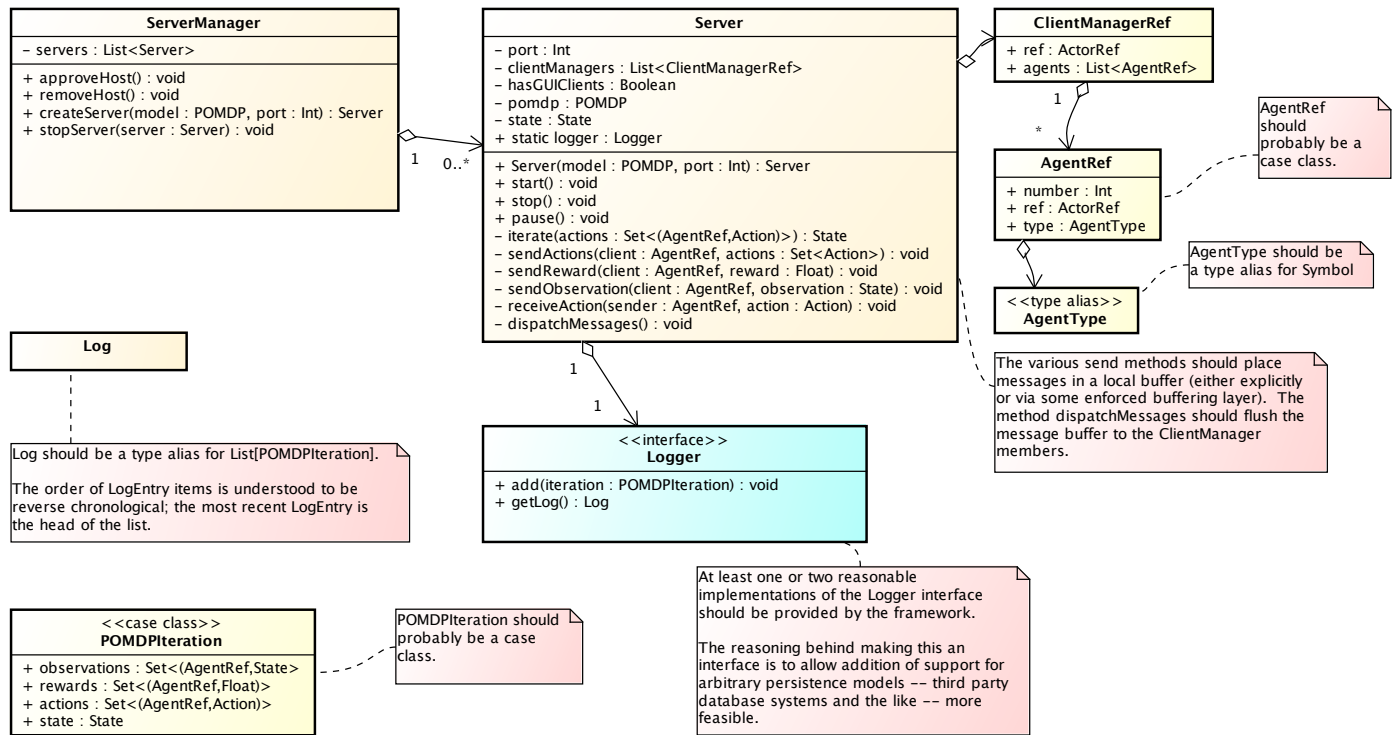 ServerManager
– servers : List<Server>
+ approveHost() : void
+ removeHost() : void
+ createServer(model : POMDP, port : Int) : Server
+ stopServer(server : Server) : void
1
0..*
Server
– port : Int
– clientManagers : List<ClientManagerRef>
– hasGUIClients : Boolean
– pomdp : POMDP
– state : State
+ static logger : Logger
+ Server(model : POMDP, port : Int) : Server
+ start() : void
+ stop() : void
+ pause() : void
– iterate(actions : Set<(AgentRef,Action)>) : State
– sendActions(client : AgentRef, actions : Set<Action>) : void
– sendReward(client : AgentRef, reward : Float) : void
– sendObservation(client : AgentRef, observation : State) : void
– receiveAction(sender : AgentRef, action : Action) : void
– dispatchMessages() : void
ClientManagerRef
+ ref : ActorRef
+ agents : List<AgentRef>
1
*
AgentRef
should
probably be a
case class.
AgentRef
+ number : Int
+ ref : ActorRef
+ type : AgentType
AgentType should be
a type alias for Symbol
<<type alias>>
AgentType
The various send methods should place
messages in a local buffer (either explicitly
or via some enforced buffering layer). The
method dispatchMessages should flush the
message buffer to the ClientManager
members.
Log
Log should be a type alias for List[POMDPIteration].
The order of LogEntry items is understood to be
reverse chronological; the most recent LogEntry is
the head of the list.
1
1
<<interface>>
Logger
+ add(iteration : POMDPIteration) : void
+ getLog() : Log
At least one or two reasonable
implementations of the Logger interface
should be provided by the framework.
The reasoning behind making this an
interface is to allow addition of support for
arbitrary persistence models -- third party
database systems and the like -- more
feasible.
<<case class>>
POMDPIteration
+ observations : Set<(AgentRef,State>
+ rewards : Set<(AgentRef,Float)>
+ actions : Set<(AgentRef,Action)>
+ state : State
POMDPIteration should
probably be a case
class.